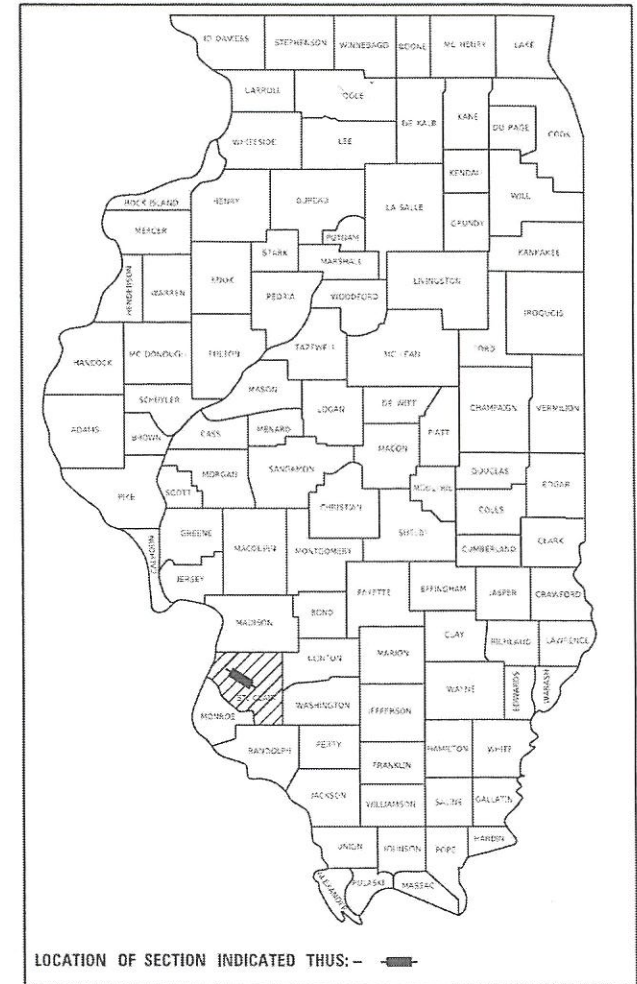 JO DAVIESS STEPHENSON WINNEBAGO BOONE MC HENRY LAKE
CARROLL OGLE DE KALB KANE DU PAGE COOK
WHITESIDE LEE KENDALL WILL
ROCK ISLAND HENRY BUREAU LA SALLE GRUNDY
MERCER PUTNAM KANKAKEE
STARK MARSHALL LIVINGSTON
HENDERSON WARREN KNOX PEORIA WOODFORD IROQUOIS
HANCOCK MC DONOUGH FULTON TAZEWELL MC LEAN FORD
MASON
SCHUYLER LOGAN DE WITT CHAMPAIGN VERMILION
ADAMS BROWN CASS MENARD MACON PIATT
PIKE SCOTT MORGAN SANGAMON MOULTRIE DOUGLAS EDGAR
CHRISTIAN COLES
CALHOUN GREENE MACOUPIN MONTGOMERY SHELBY CUMBERLAND CLARK
JERSEY
FAYETTE EFFINGHAM JASPER CRAWFORD
MADISON BOND CLAY RICHLAND LAWRENCE
CLINTON MARION
ST. CLAIR WAYNE EDWARDS WABASH
MONROE WASHINGTON JEFFERSON
RANDOLPH PERRY HAMILTON WHITE
FRANKLIN
JACKSON WILLIAMSON SALINE GALLATIN
UNION JOHNSON POPE HARDIN
ALEXANDER PULASKI MASSAC
LOCATION OF SECTION INDICATED THUS: -